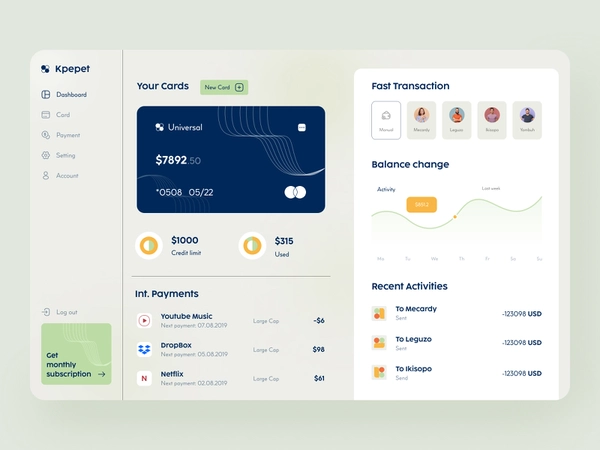 Kpepet
Dashboard
Card
Payment
Setting
Account
Log out
Get
monthly
subscription
Your Cards
New Card
Universal
$7892.50
*0508 05/22
$1000
Credit limit
$315
Used
Int. Payments
Youtube Music
Next payment: 07.08.2019
Large Cap
-$6
DropBox
Next payment: 05.08.2019
Large Cap
$98
Netflix
Next payment: 02.08.2019
Large Cap
$61
Fast Transaction
Manual
Mecardy
Leguzo
Ikisopo
Yembuli
Balance change
Activity
Last week
Mo
Tu
We
Th
Fr
Se
Su
Recent Activities
To Mecardy
Sent
-123098 USD
To Leguzo
Sent
-123098 USD
To Ikisopo
Send
-123098 USD